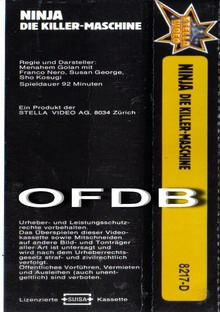 NINJA
DIE KILLER-MASCHINE
Regie und Darsteller:
Menahem Golan mit
Franco Nero, Susan George,
Sho Kosugi
Spieldauer 92 Minuten
Ein Produkt der
STELLA VIDEO AG, 8034 Zürich
OFDB
Urheber- und Leistungsschutz-
rechte vorbehalten.
Das Überspielen dieser Video-
kassette sowie Mitschneiden
auf andere Bild- und Tonträger
aller Art ist untersagt und
wird nach dem Urheberrechts-
gesetz straf- und zivilrechtlich
verfolgt.
Öffentliches Vorführen, Vermieten
und Ausleihen (auch unent-
geltlich) sind verboten.
Lizenzierte SUISA Kassette
STELLA
VIDEO
NINJA DIE KILLER-MASCHINE
8217-D